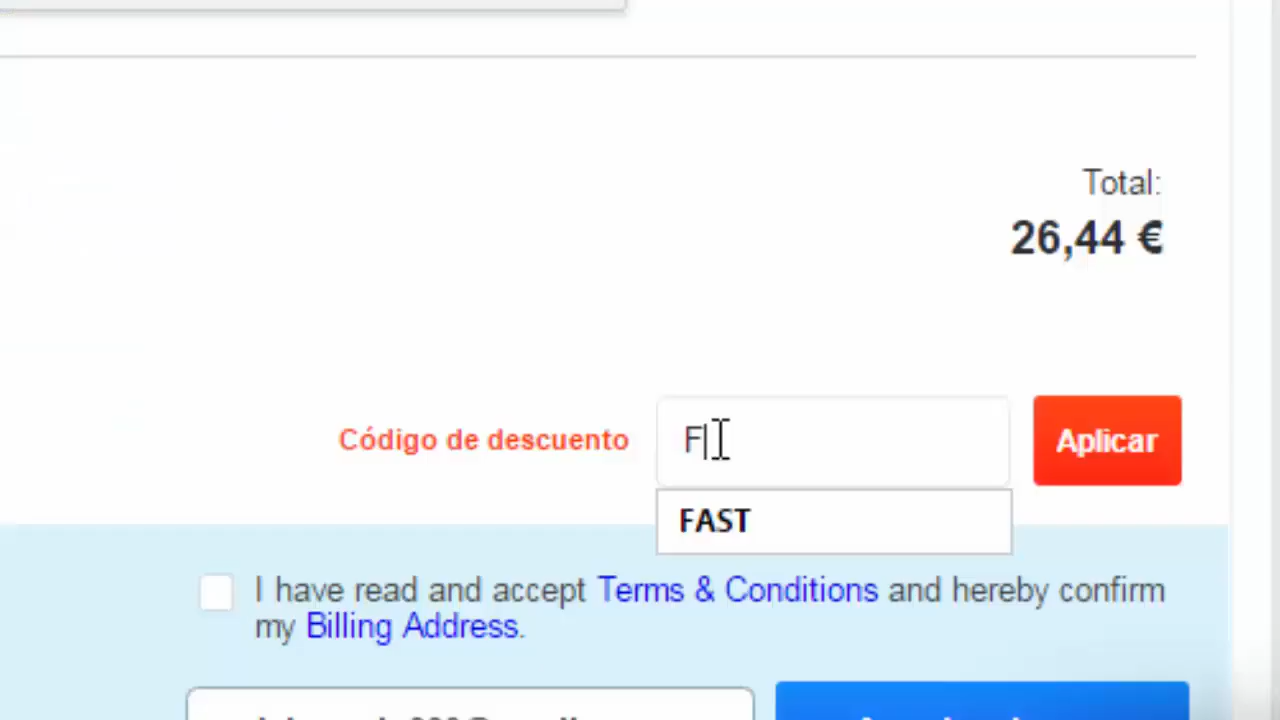 Total:
26,44 €
Código de descuento
F
Aplicar
FAST
I have read and accept Terms & Conditions and hereby confirm
my Billing Address.